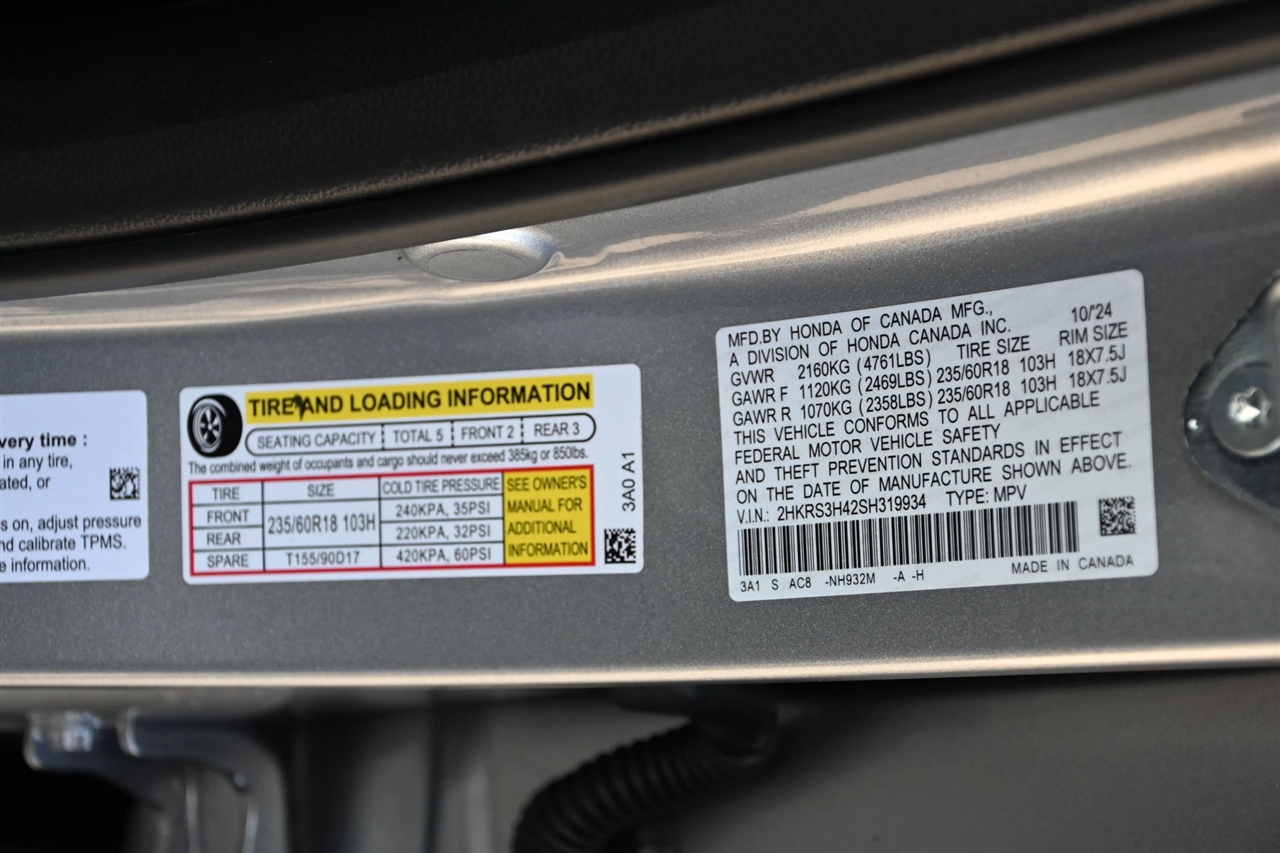 very time :
in any tire,
ated, or
s on, adjust pressure
nd calibrate TPMS.
e information.
TIRE AND LOADING INFORMATION
SEATING CAPACITY TOTAL 5 FRONT 2 REAR 3
The combined weight of occupants and cargo should never exceed 385kg or 850lbs.
TIRE SIZE COLD TIRE PRESSURE
FRONT 235/60R18 103H 240KPA, 35PSI
REAR 220KPA, 32PSI
SPARE T155/90D17 420KPA, 60PSI
SEE OWNER'S
MANUAL FOR
ADDITIONAL
INFORMATION
3A0 A1
MFD.BY HONDA OF CANADA MFG., 10/'24
A DIVISION OF HONDA CANADA INC.
GVWR 2160KG (4761LBS) TIRE SIZE RIM SIZE
GAWR F 1120KG (2469LBS) 235/60R18 103H 18X7.5J
GAWR R 1070KG (2358LBS) 235/60R18 103H 18X7.5J
THIS VEHICLE CONFORMS TO ALL APPLICABLE
FEDERAL MOTOR VEHICLE SAFETY
AND THEFT PREVENTION STANDARDS IN EFFECT
ON THE DATE OF MANUFACTURE SHOWN ABOVE.
V.I.N.: 2HKRS3H42SH319934 TYPE: MPV
3A1 S AC8 -NH932M -A -H MADE IN CANADA